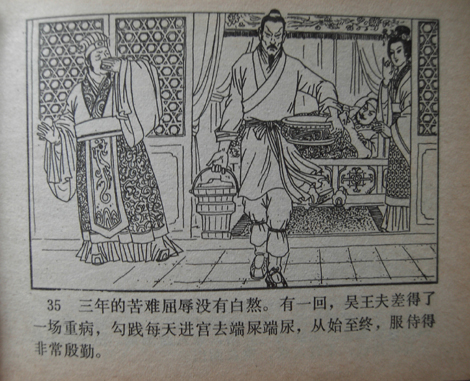 35 三年的苦难屈辱没有白熬。有一回，吴王夫差得了
一场重病，勾践每天进宫去端屎端尿，从始至终，服侍得
非常殷勤。